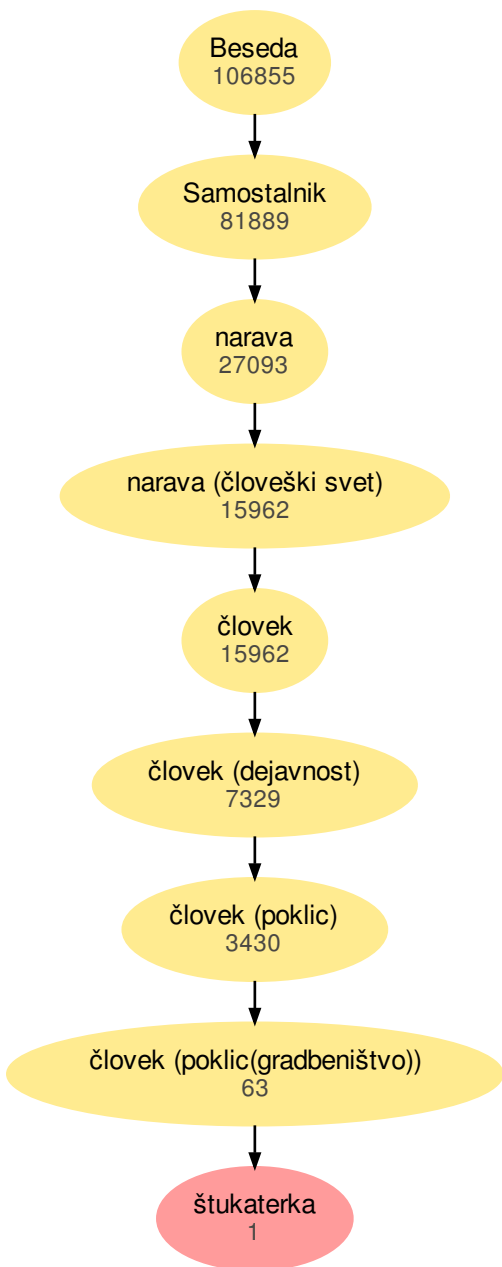 Beseda
106855
Samostalnik
81889
narava
27093
narava (človeški svet)
15962
človek
15962
človek (dejavnost)
7329
človek (poklic)
3430
človek (poklic(gradbeništvo))
63
štukaterka
1